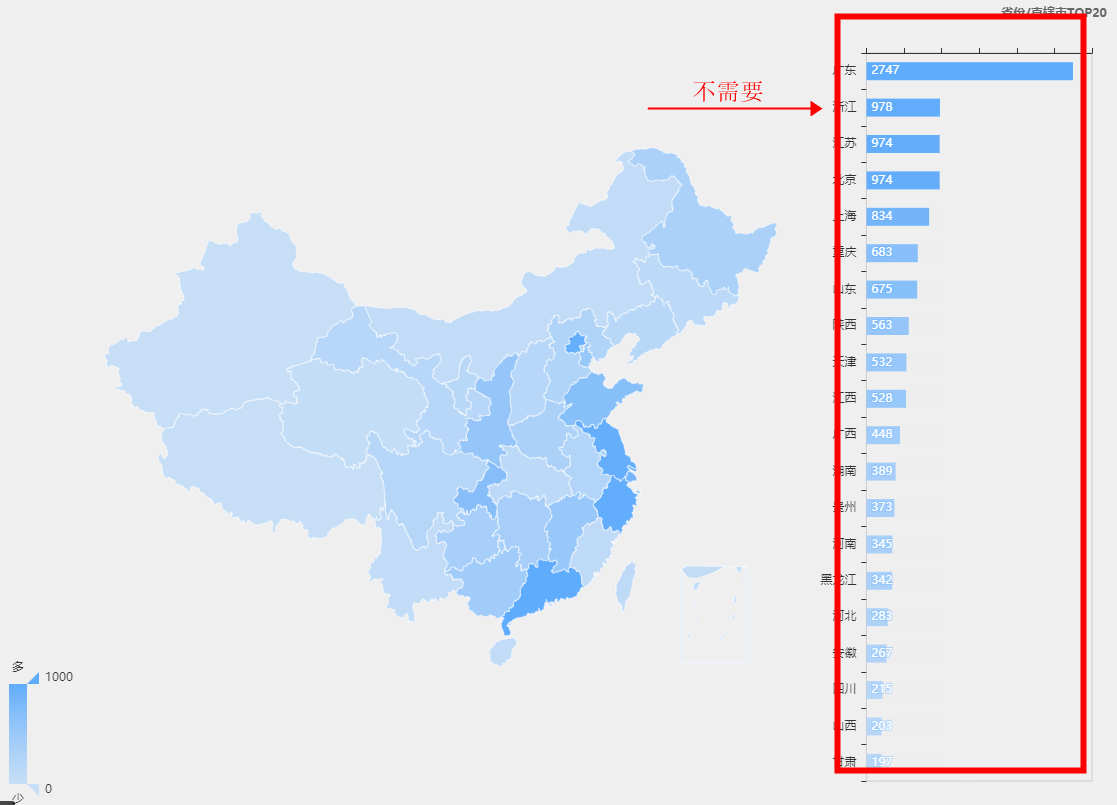 省份/直辖市TOP20
不需要
广东 2747
浙江 978
江苏 974
北京 974
上海 834
重庆 683
山东 675
陕西 563
天津 532
江西 528
广西 448
湖南 389
贵州 373
河南 345
黑龙江 342
河北 283
安徽 267
四川 215
山西 203
甘肃 197
多
1000
0
少